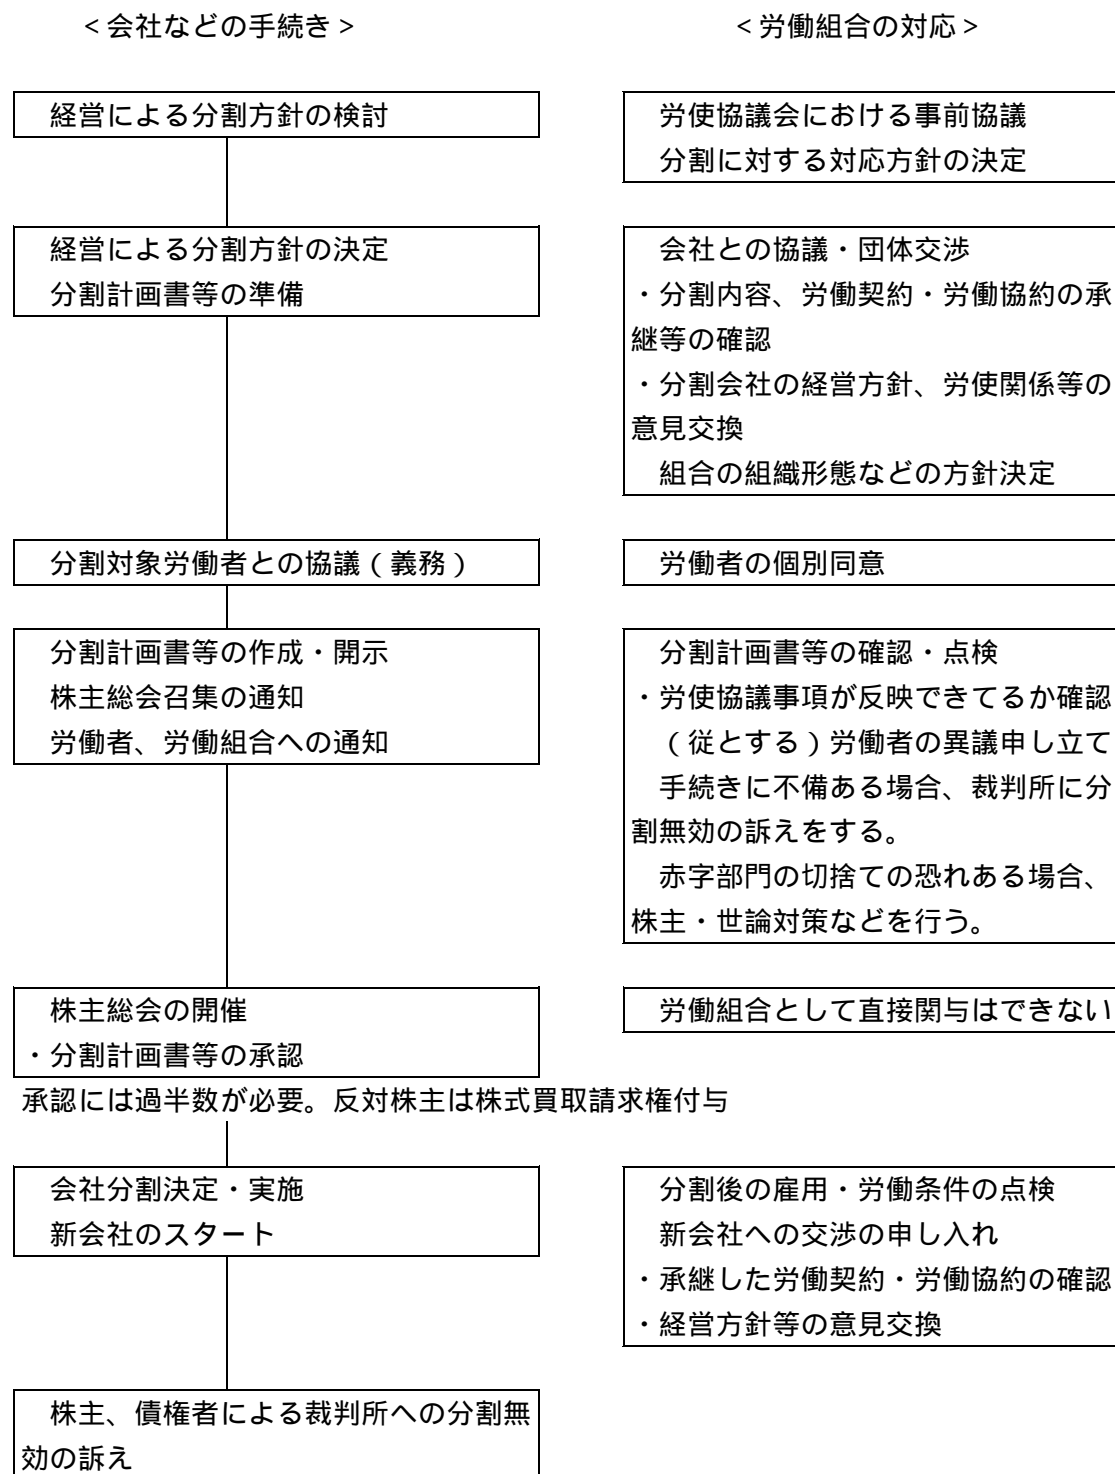 ＜会社などの手続き＞
＜労働組合の対応＞
経営による分割方針の検討
労使協議会における事前協議
分割に対する対応方針の決定
経営による分割方針の決定
分割計画書等の準備
会社との協議・団体交渉
・分割内容、労働契約・労働協約の承
継等の確認
・分割会社の経営方針、労使関係等の
意見交換
組合の組織形態などの方針決定
分割対象労働者との協議（義務）
労働者の個別同意
分割計画書等の作成・開示
株主総会召集の通知
労働者、労働組合への通知
分割計画書等の確認・点検
・労使協議事項が反映できてるか確認
（従とする）労働者の異議申し立て
手続きに不備ある場合、裁判所に分
割無効の訴えをする。
赤字部門の切捨ての恐れある場合、
株主・世論対策などを行う。
株主総会の開催
・分割計画書等の承認
労働組合として直接関与はできない
承認には過半数が必要。反対株主は株式買取請求権付与
会社分割決定・実施
新会社のスタート
分割後の雇用・労働条件の点検
新会社への交渉の申し入れ
・承継した労働契約・労働協約の確認
・経営方針等の意見交換
株主、債権者による裁判所への分割無
効の訴え